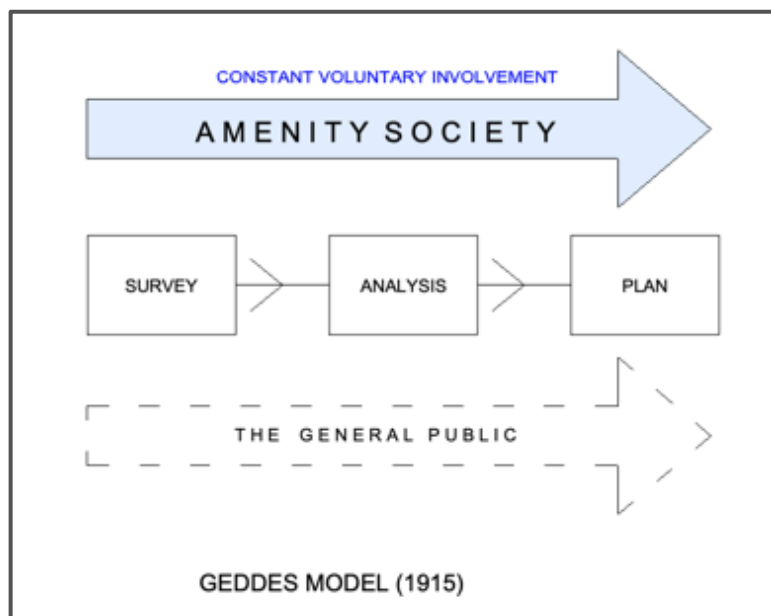 CONSTANT VOLUNTARY INVOLVEMENT
AMENITY SOCIETY
SURVEY
ANALYSIS
PLAN
THE GENERAL PUBLIC
GEDDES MODEL (1915)